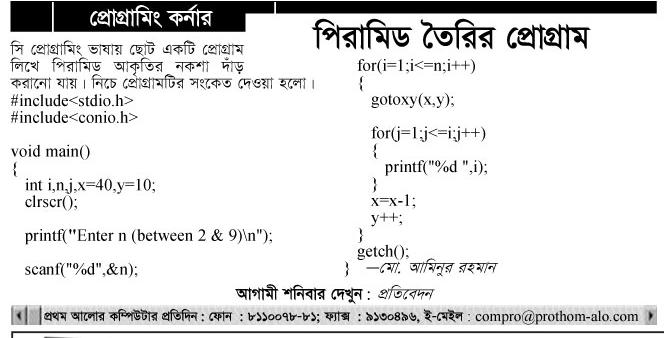 প্রোগ্রামিং কর্নার
পিরামিড তৈরির প্রোগ্রাম
সি প্রোগ্রামিং ভাষায় ছোট একটি প্রোগ্রাম
লিখে পিরামিড আকৃতির নকশা দাঁড়
করানো যায়। নিচে প্রোগ্রামটির সংকেত দেওয়া হলো।
#include<stdio.h>
#include<conio.h>
void main()
{
int i,n,j,x=40,y=10;
clrscr();
printf("Enter n (between 2 & 9)\n");
scanf("%d",&n);
for(i=1;i<=n;i++)
{
gotoxy(x,y);
for(j=1;j<=i;j++)
{
printf("%d ",i);
}
x=x-1;
y++;
}
getch();
} —মো. আমিনুর রহমান
আগামী শনিবার দেখুন : প্রতিবেদন
প্রথম আলোর কম্পিউটার প্রতিদিন : ফোন : ৮১১০০৭৮-৮১; ফ্যাক্স : ৯১৩০৪৯৬, ই-মেইল : compro@prothom-alo.com